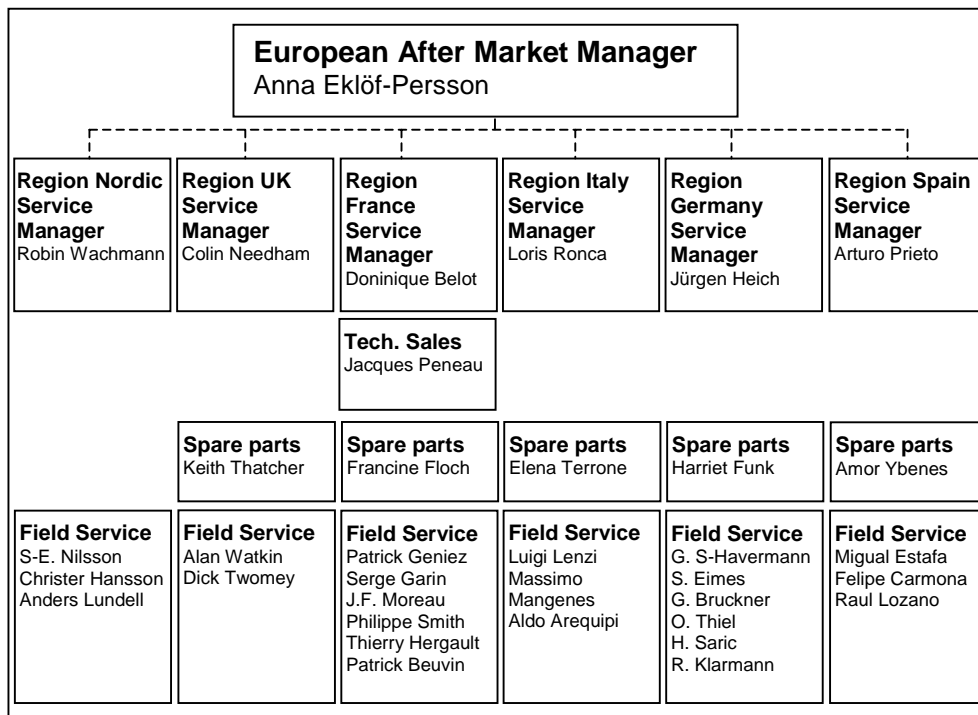 European After Market Manager
Anna Eklöf-Persson
Region Nordic
Service
Manager
Robin Wachmann
Region UK
Service
Manager
Colin Needham
Region
France
Service
Manager
Doninique Belot
Region Italy
Service
Manager
Loris Ronca
Region
Germany
Service
Manager
Jürgen Heich
Region Spain
Service
Manager
Arturo Prieto
Tech. Sales
Jacques Peneau
Spare parts
Keith Thatcher
Spare parts
Francine Floch
Spare parts
Elena Terrone
Spare parts
Harriet Funk
Spare parts
Amor Ybenes
Field Service
S-E. Nilsson
Christer Hansson
Anders Lundell
Field Service
Alan Watkin
Dick Twomey
Field Service
Patrick Geniez
Serge Garin
J.F. Moreau
Philippe Smith
Thierry Hergault
Patrick Beuvin
Field Service
Luigi Lenzi
Massimo
Mangenes
Aldo Arequipi
Field Service
G. S-Havermann
S. Eimes
G. Bruckner
O. Thiel
H. Saric
R. Klarmann
Field Service
Migual Estafa
Felipe Carmona
Raul Lozano